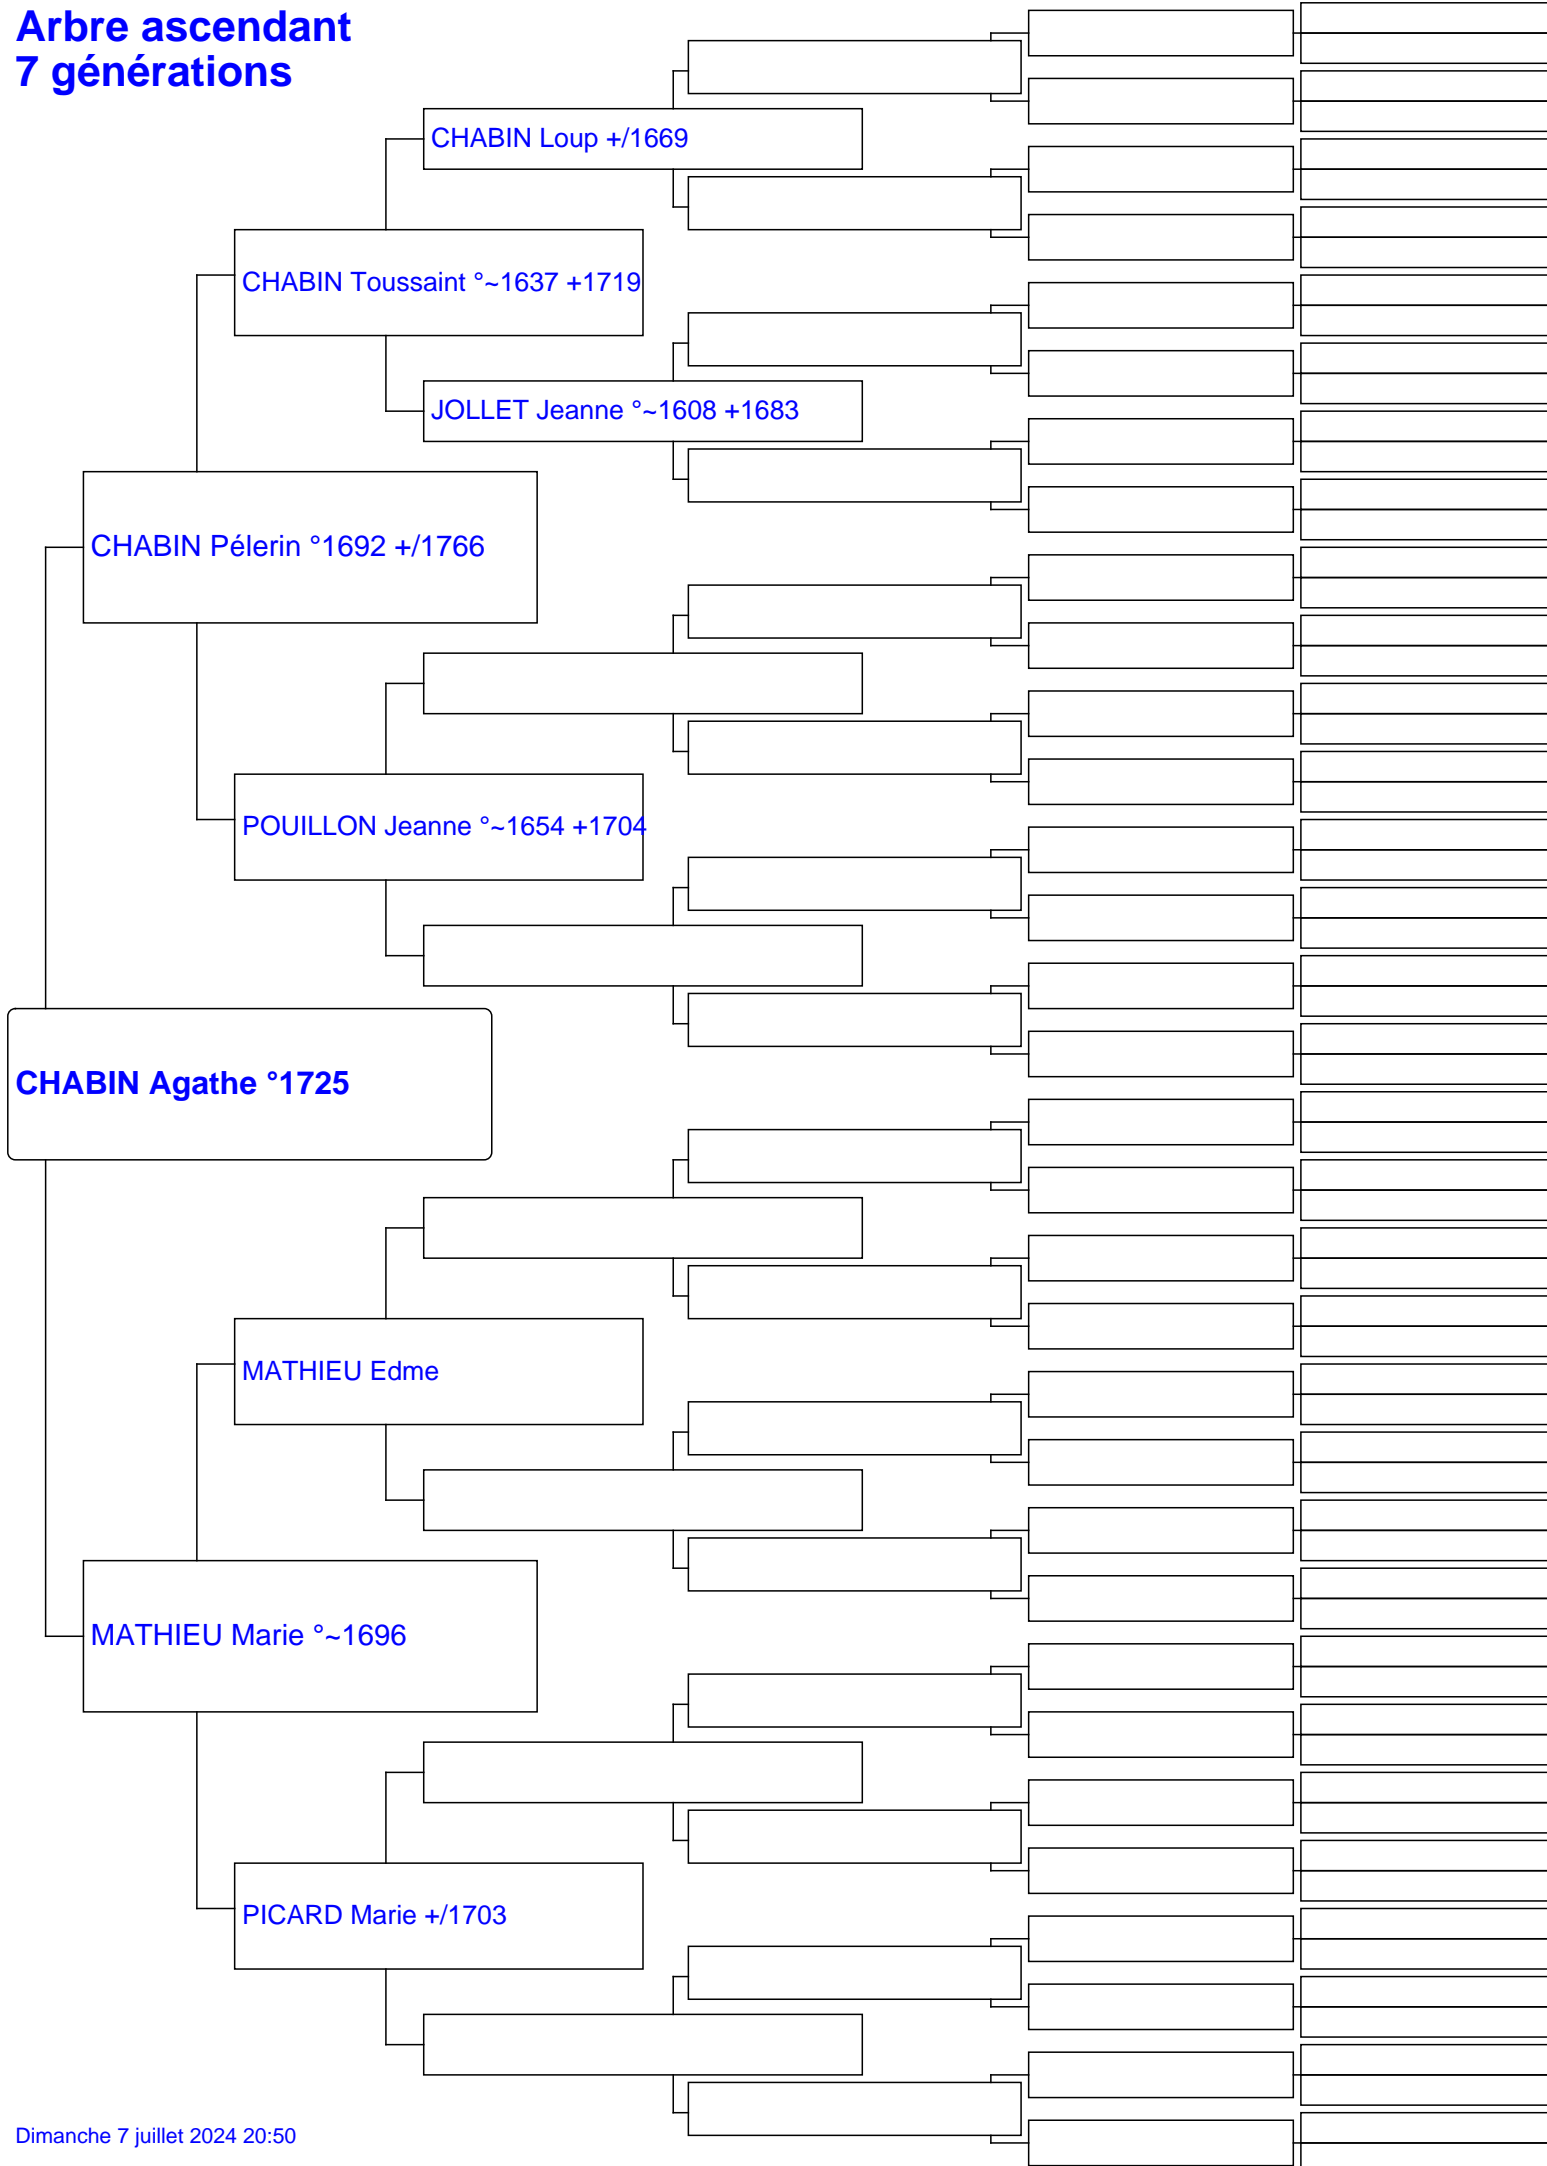 Arbre ascendant
7 générations
CHABIN Loup +/1669
CHABIN Toussaint °~1637 +1719
JOLLET Jeanne °~1608 +1683
CHABIN Pélerin °1692 +/1766
POUILLON Jeanne °~1654 +1704
CHABIN Agathe °1725
MATHIEU Edme
MATHIEU Marie °~1696
PICARD Marie +/1703
Dimanche 7 juillet 2024 20:50